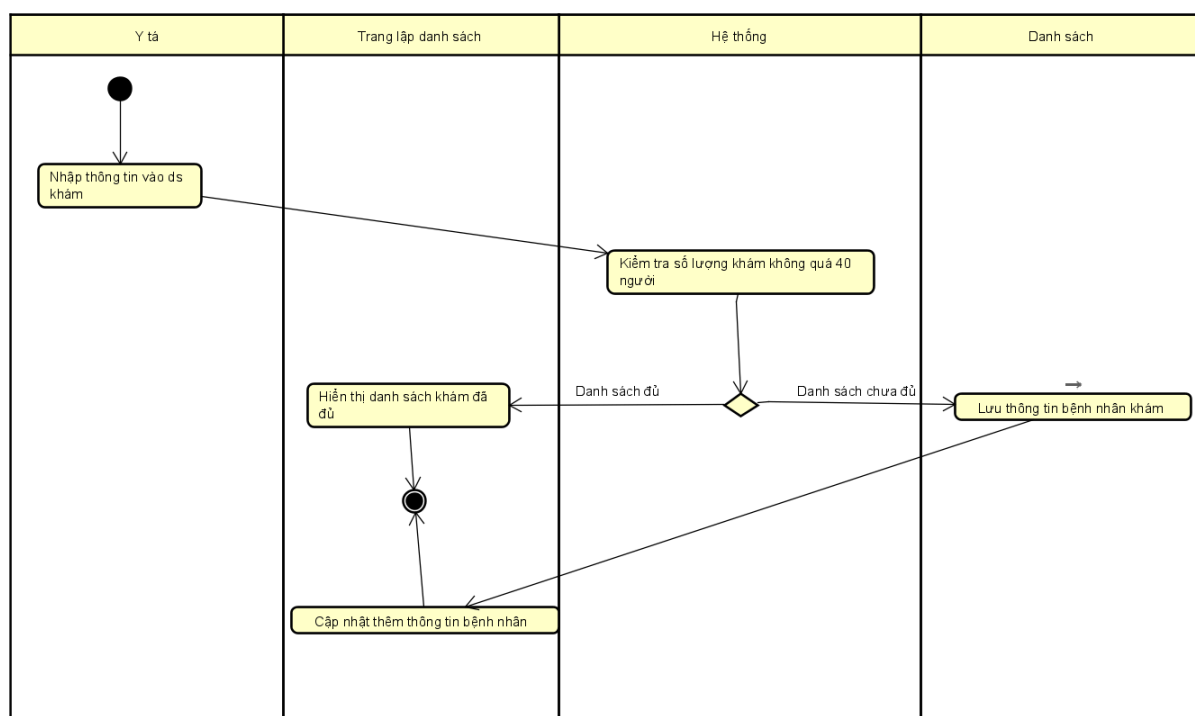 Y tá
Trang lập danh sách
Hệ thống
Danh sách
Nhập thông tin vào ds
khám
Kiểm tra số lượng khám không quá 40
người
Hiển thị danh sách khám đã
đủ
Danh sách đủ
Danh sách chưa đủ
Lưu thông tin bệnh nhân khám
Cập nhật thêm thông tin bệnh nhân